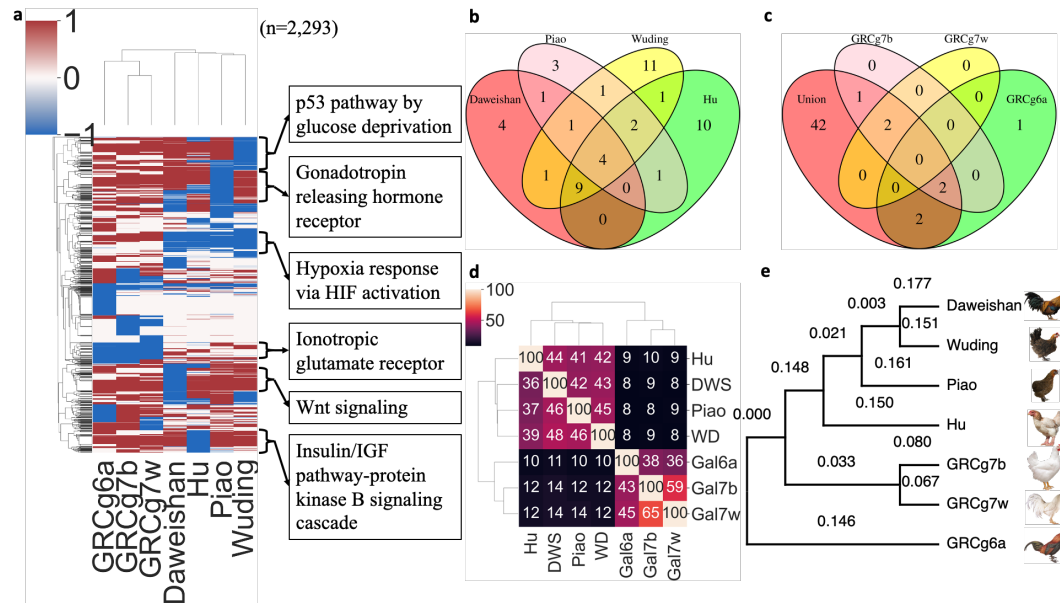 a
1
0
−1
(n=2,293)
p53 pathway by
glucose deprivation
Gonadotropin
releasing hormone
receptor
Hypoxia response
via HIF activation
Ionotropic
glutamate receptor
Wnt signaling
Insulin/IGF
pathway-protein
kinase B signaling
cascade
GRCg6a
GRCg7b
GRCg7w
Daweishan
Hu
Piao
Wuding
b
Piao
Wuding
Daweishan
Hu
3
11
1
1
1
4
10
1
2
4
1
9
0
1
0
c
GRCg7b
GRCg7w
Union
GRCg6a
0
0
1
0
0
42
1
2
0
0
0
0
2
0
2
d
100
50
100 44 41 42 9 10 9 Hu
36 100 42 43 8 9 8 DWS
37 46 100 45 8 8 9 Piao
39 48 46 100 8 9 8 WD
10 11 10 10 100 38 36 Gal6a
12 14 12 12 43 100 59 Gal7b
12 14 14 12 45 65 100 Gal7w
Hu
DWS
Piao
WD
Gal6a
Gal7b
Gal7w
e
0.177
0.003
Daweishan
0.151
0.021
Wuding
0.161
0.148
Piao
0.150
0.000
Hu
0.080
0.033
GRCg7b
0.067
GRCg7w
0.146
GRCg6a